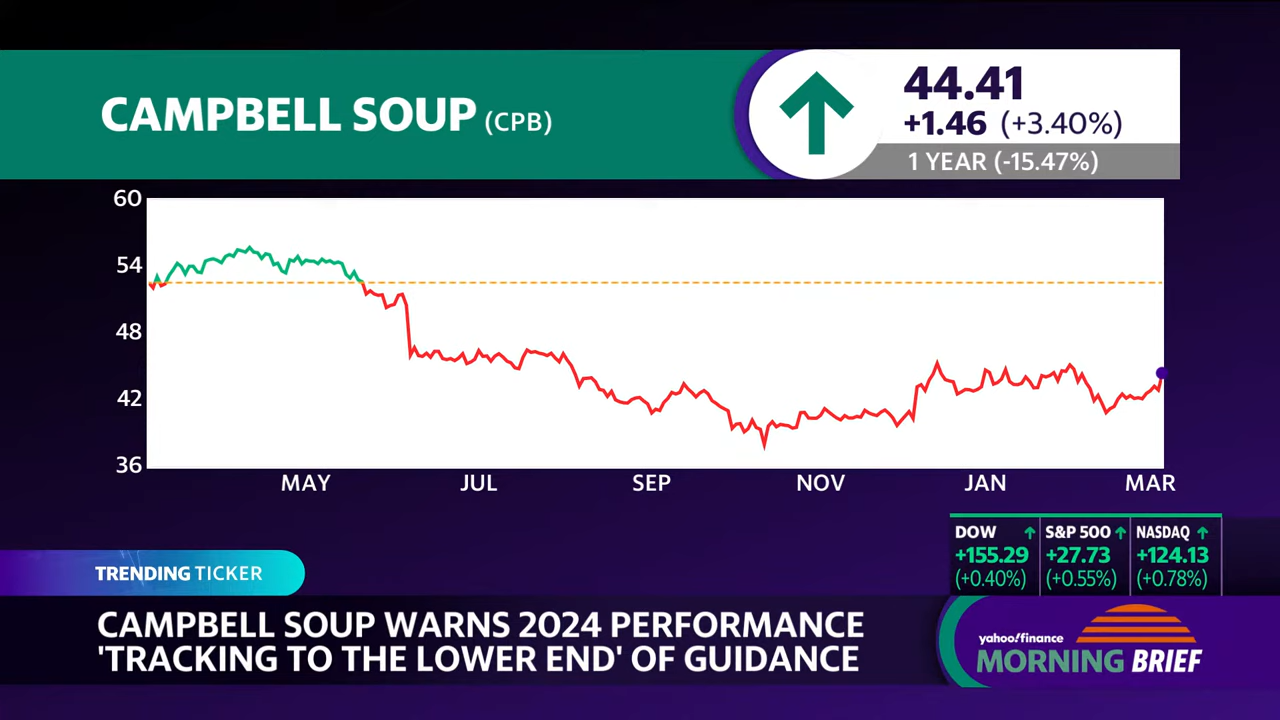 CAMPBELL SOUP (CPB)
44.41
+1.46 (+3.40%)
1 YEAR (-15.47%)
60
54
48
42
36
MAY JUL SEP NOV JAN MAR
DOW S&P 500 NASDAQ
+155.29 +27.73 +124.13
(+0.40%) (+0.55%) (+0.78%)
TRENDING TICKER
CAMPBELL SOUP WARNS 2024 PERFORMANCE
'TRACKING TO THE LOWER END' OF GUIDANCE
yahoo!finance
MORNING BRIEF